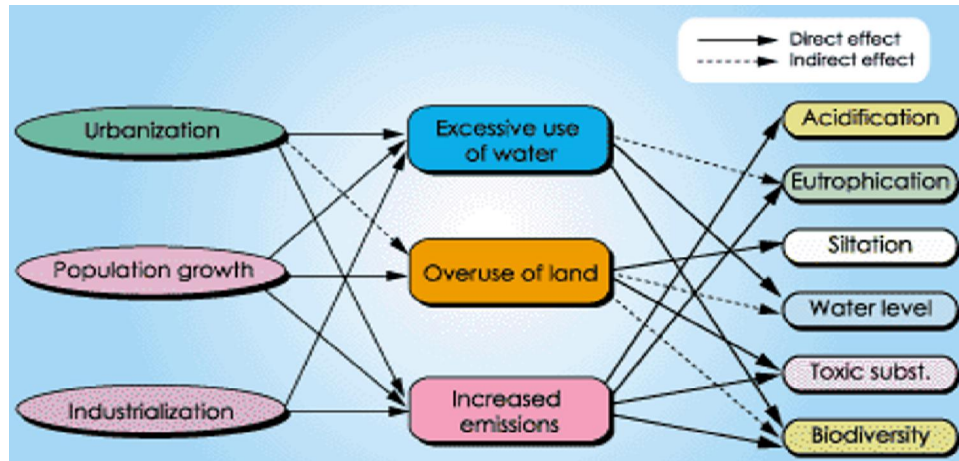 Direct effect
Indirect effect
Urbanization
Population growth
Industrialization
Excessive use
of water
Overuse of land
Increased
emissions
Acidification
Eutrophication
Siltation
Water level
Toxic subst.
Biodiversity